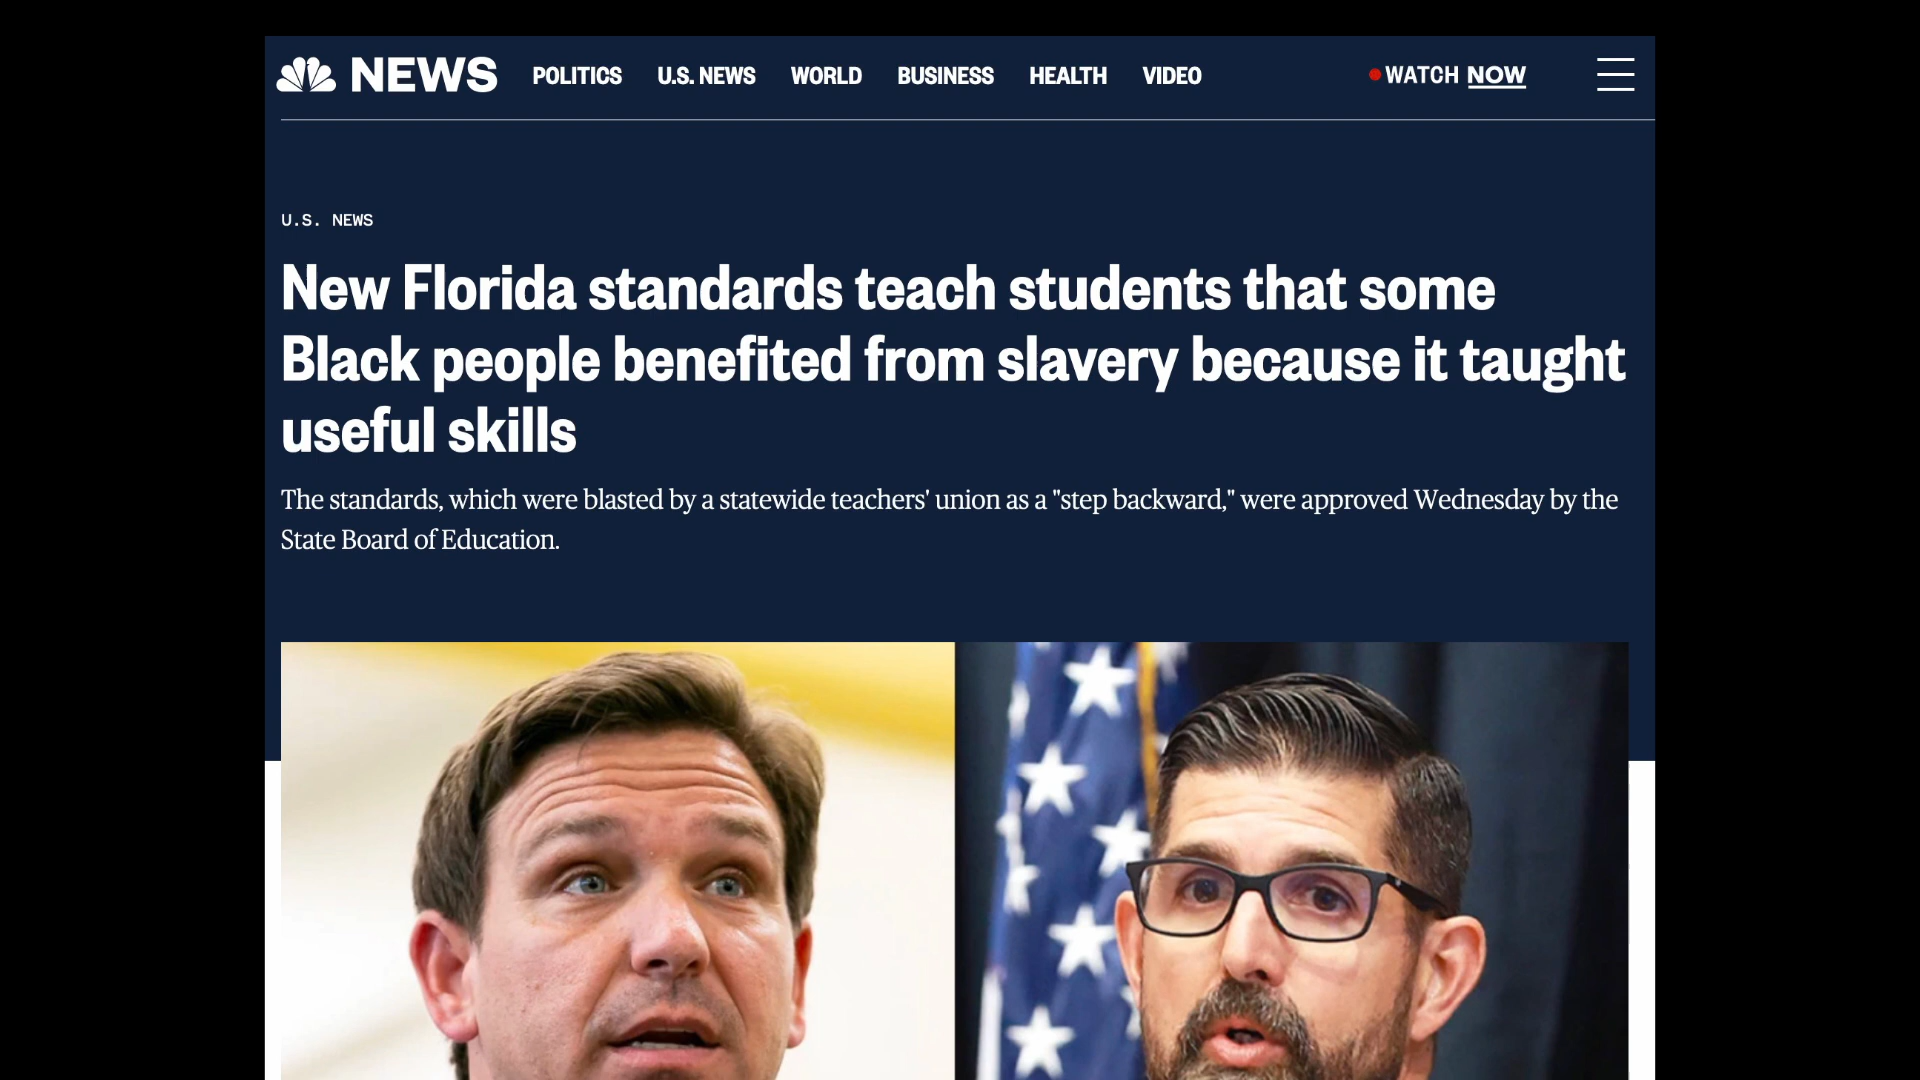 NEWS POLITICS U.S. NEWS WORLD BUSINESS HEALTH VIDEO WATCH NOW
U.S. NEWS
New Florida standards teach students that some
Black people benefited from slavery because it taught
useful skills
The standards, which were blasted by a statewide teachers' union as a "step backward," were approved Wednesday by the
State Board of Education.